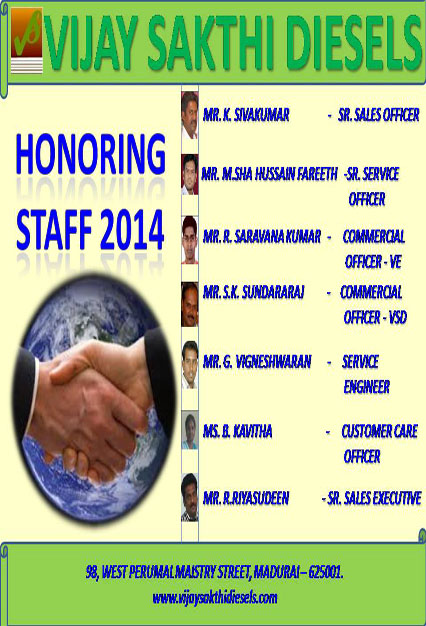 VIJAY SAKTHI DIESELS
HONORING
STAFF 2014
MR. K. SIVAKUMAR - SR. SALES OFFICER
MR. M.SHA HUSSAIN FAREETH -SR. SERVICE
OFFICER
MR. R. SARAVANA KUMAR - COMMERCIAL
OFFICER - VE
MR. S.K. SUNDARARAJ - COMMERCIAL
OFFICER - VSD
MR. G. VIGNESHWARAN - SERVICE
ENGINEER
MS. B. KAVITHA - CUSTOMER CARE
OFFICER
MR. R.RIYASUDEEN - SR. SALES EXECUTIVE
98, WEST PERUMAL MAISTRY STREET, MADURAI – 625001.
www.vijaysakthidiesels.com